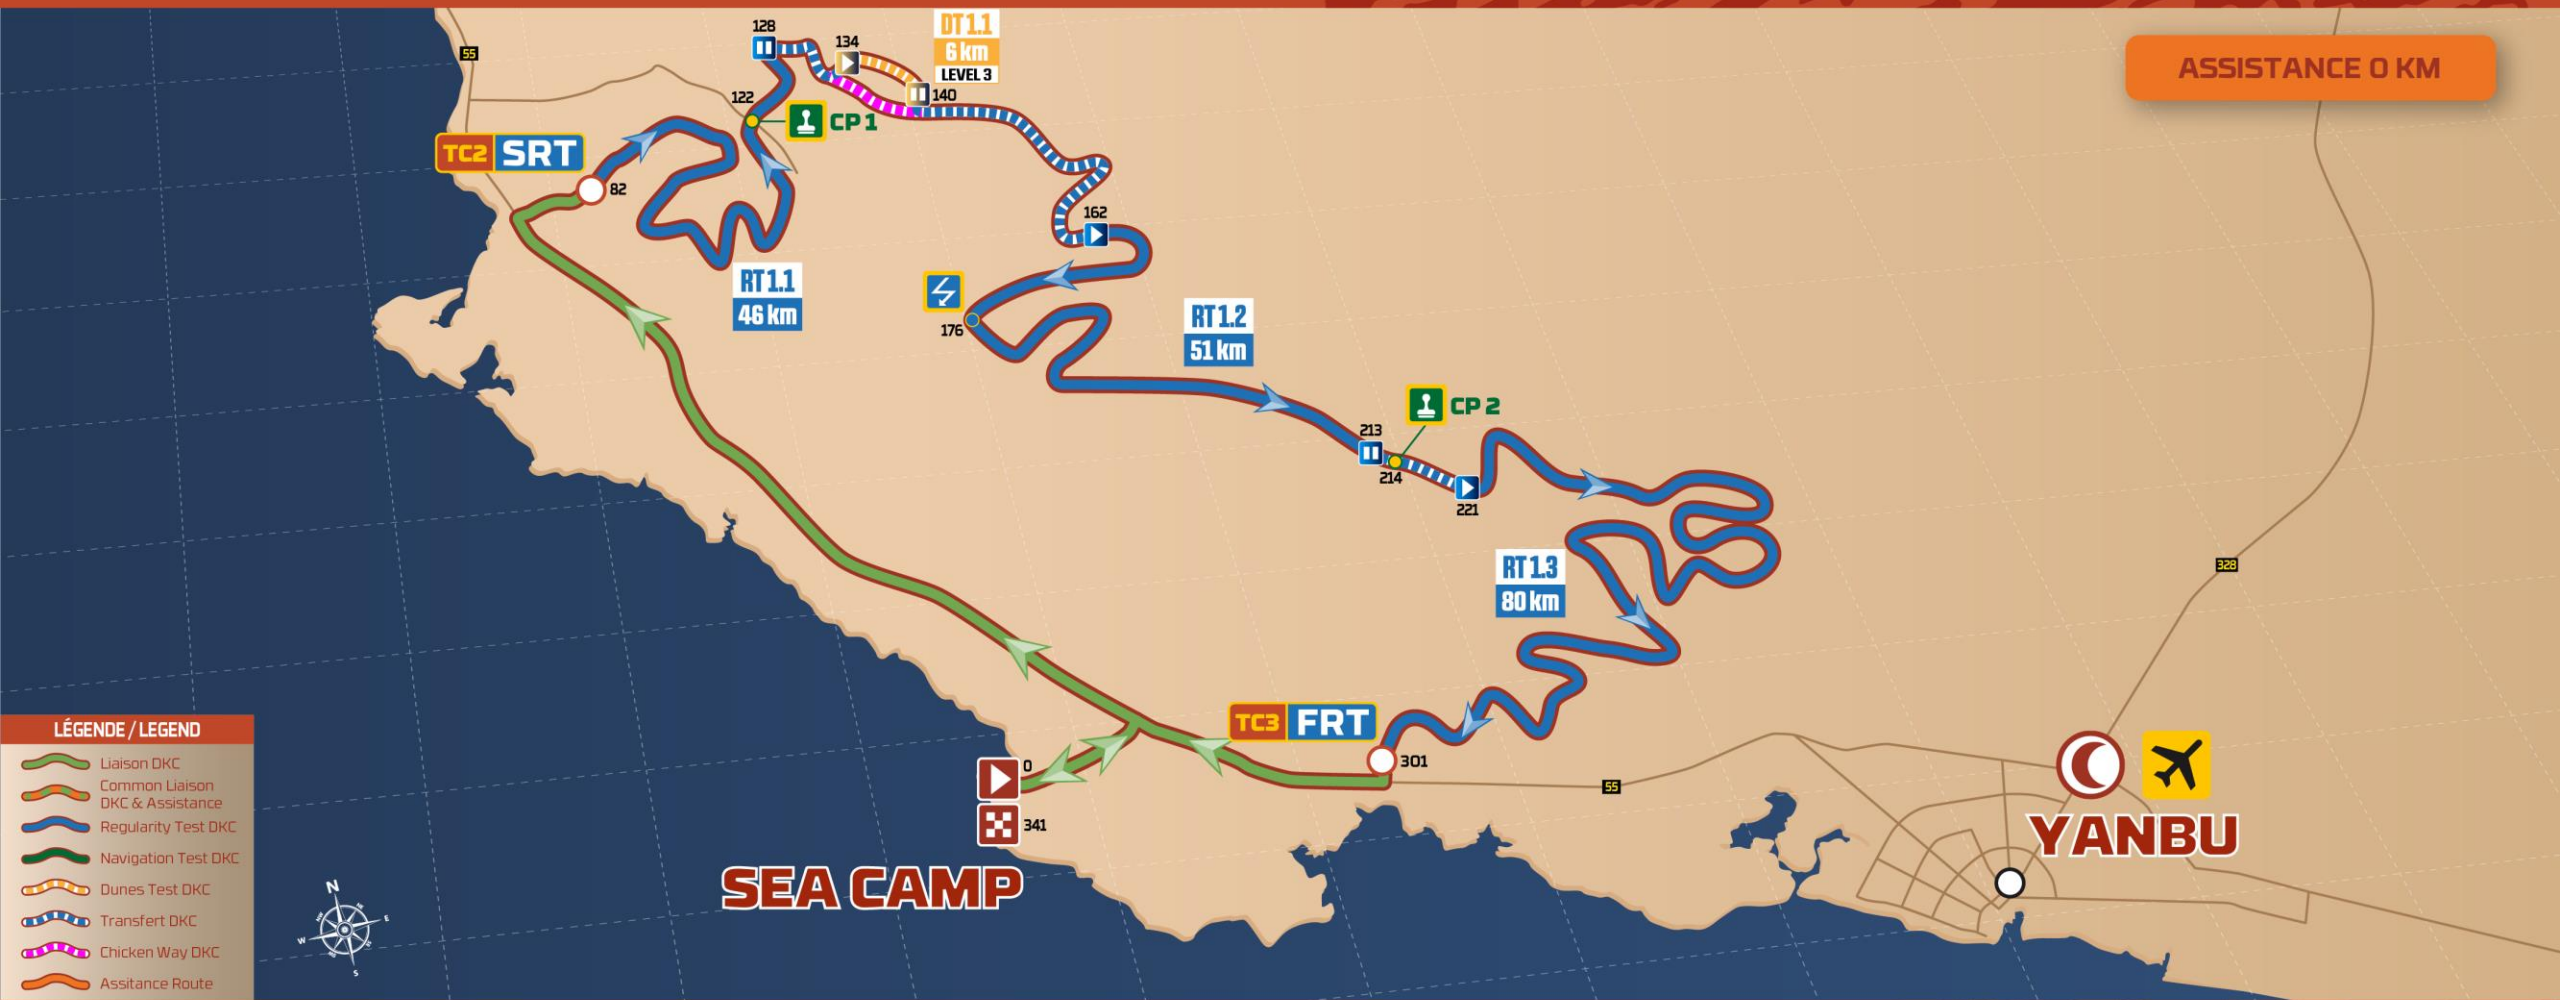 128
134
DT1.1
6 km
LEVEL 3
55
ASSISTANCE 0 KM
122
140
CP 1
TC2 SRT
82
162
RT 1.1
46 km
176
RT 1.2
51 km
CP 2
213
214
221
RT 1.3
80 km
328
TC3 FRT
301
0
55
341
YANBU
SEA CAMP
LÉGENDE / LEGEND
Liaison DKC
Common Liaison
DKC & Assistance
Regularity Test DKC
Navigation Test DKC
Dunes Test DKC
Transfert DKC
Chicken Way DKC
Assitance Route
N
E
W
S